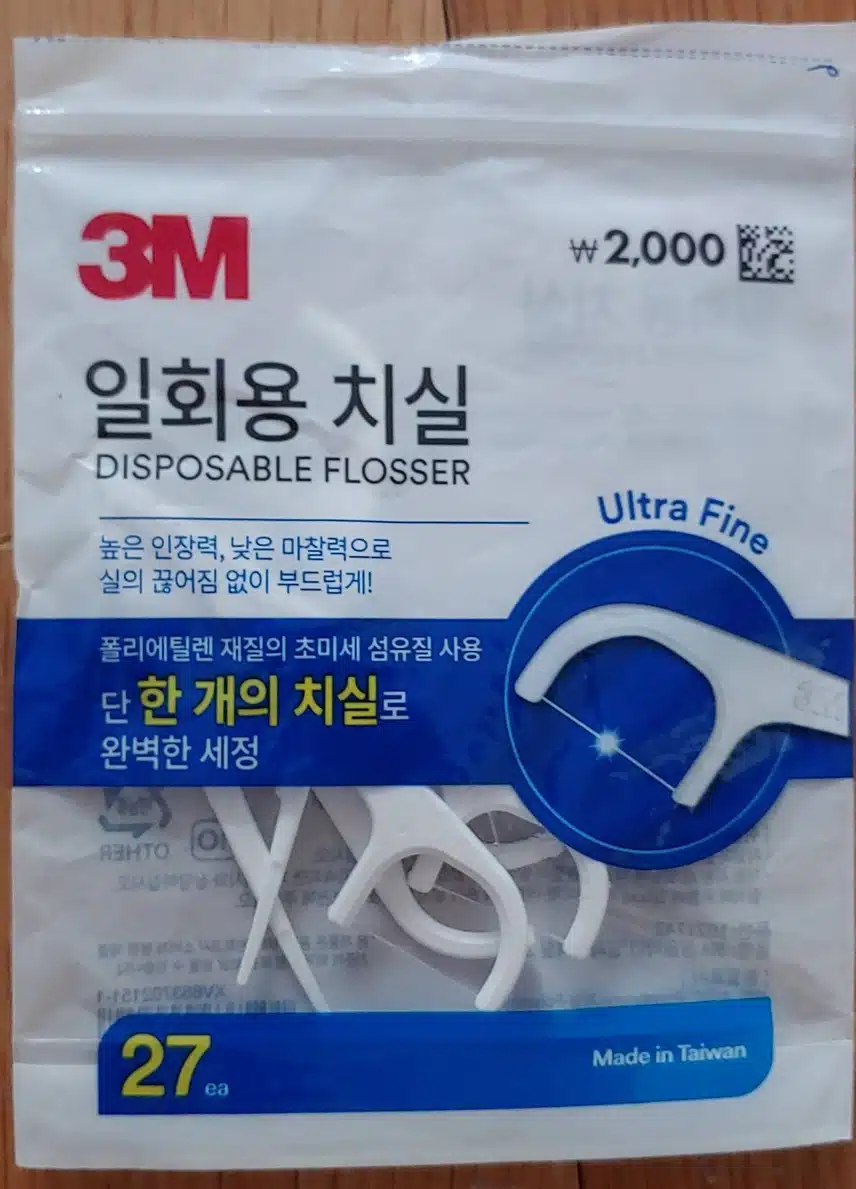 3M
₩2,000
일회용 치실
DISPOSABLE FLOSSER
높은 인장력, 낮은 마찰력으로
실의 끊어짐 없이 부드럽게!
Ultra Fine
폴리에틸렌 재질의 초미세 섬유질 사용
단 한 개의 치실로
완벽한 세정
OTHER
XV663702151-1
27ea
Made in Taiwan